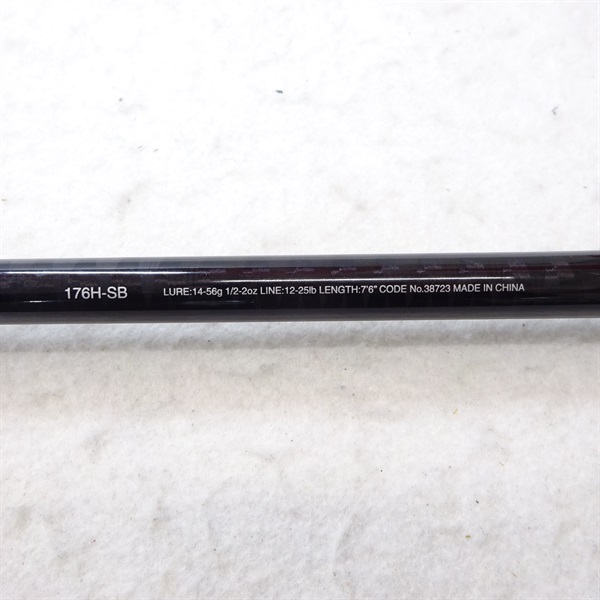 176H-SB LURE:14-56g 1/2-2oz LINE:12-25lb LENGTH:7'6" CODE No.38723 MADE IN CHINA